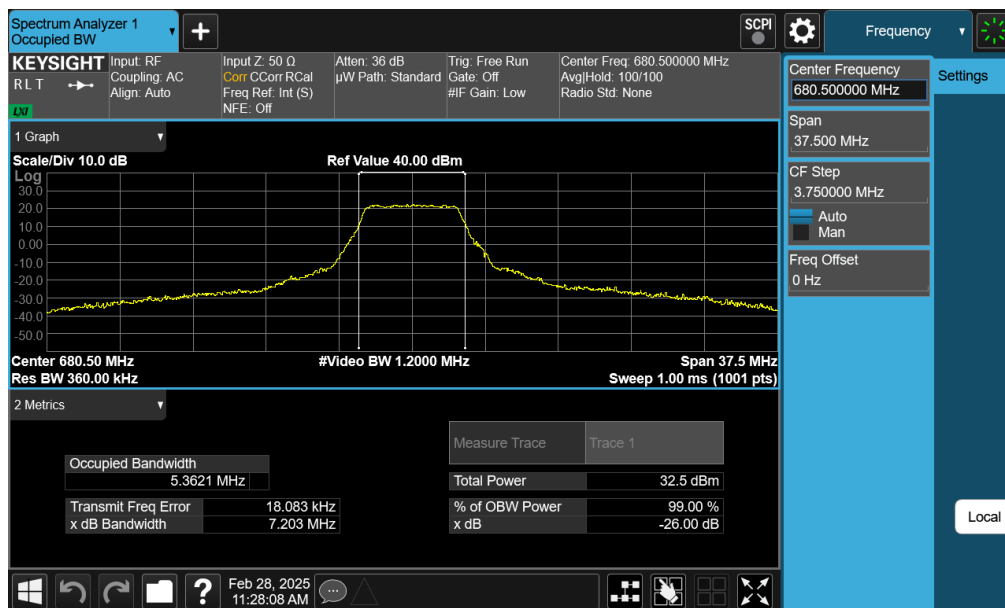 Spectrum Analyzer 1
Occupied BW
+
SCPI
Frequency
KEYSIGHT
RLT
LXI
Input: RF
Coupling: AC
Align: Auto
Input Z: 50 Ω
Corr CCorr RCal
Freq Ref: Int (S)
NFE: Off
Atten: 36 dB
µW Path: Standard
Trig: Free Run
Gate: Off
#IF Gain: Low
Center Freq: 680.500000 MHz
Avg|Hold: 100/100
Radio Std: None
Center Frequency
680.500000 MHz
Settings
Span
37.500 MHz
CF Step
3.750000 MHz
Auto
Man
Freq Offset
0 Hz
Local
1 Graph
Scale/Div 10.0 dB
Ref Value 40.00 dBm
Log
30.0
20.0
10.0
0.00
-10.0
-20.0
-30.0
-40.0
-50.0
Center 680.50 MHz
#Video BW 1.2000 MHz
Span 37.5 MHz
Res BW 360.00 kHz
Sweep 1.00 ms (1001 pts)
2 Metrics
Measure Trace Trace 1
Occupied Bandwidth
5.3621 MHz
Total Power 32.5 dBm
Transmit Freq Error 18.083 kHz
% of OBW Power 99.00 %
x dB Bandwidth 7.203 MHz
x dB -26.00 dB
?
Feb 28, 2025
11:28:08 AM